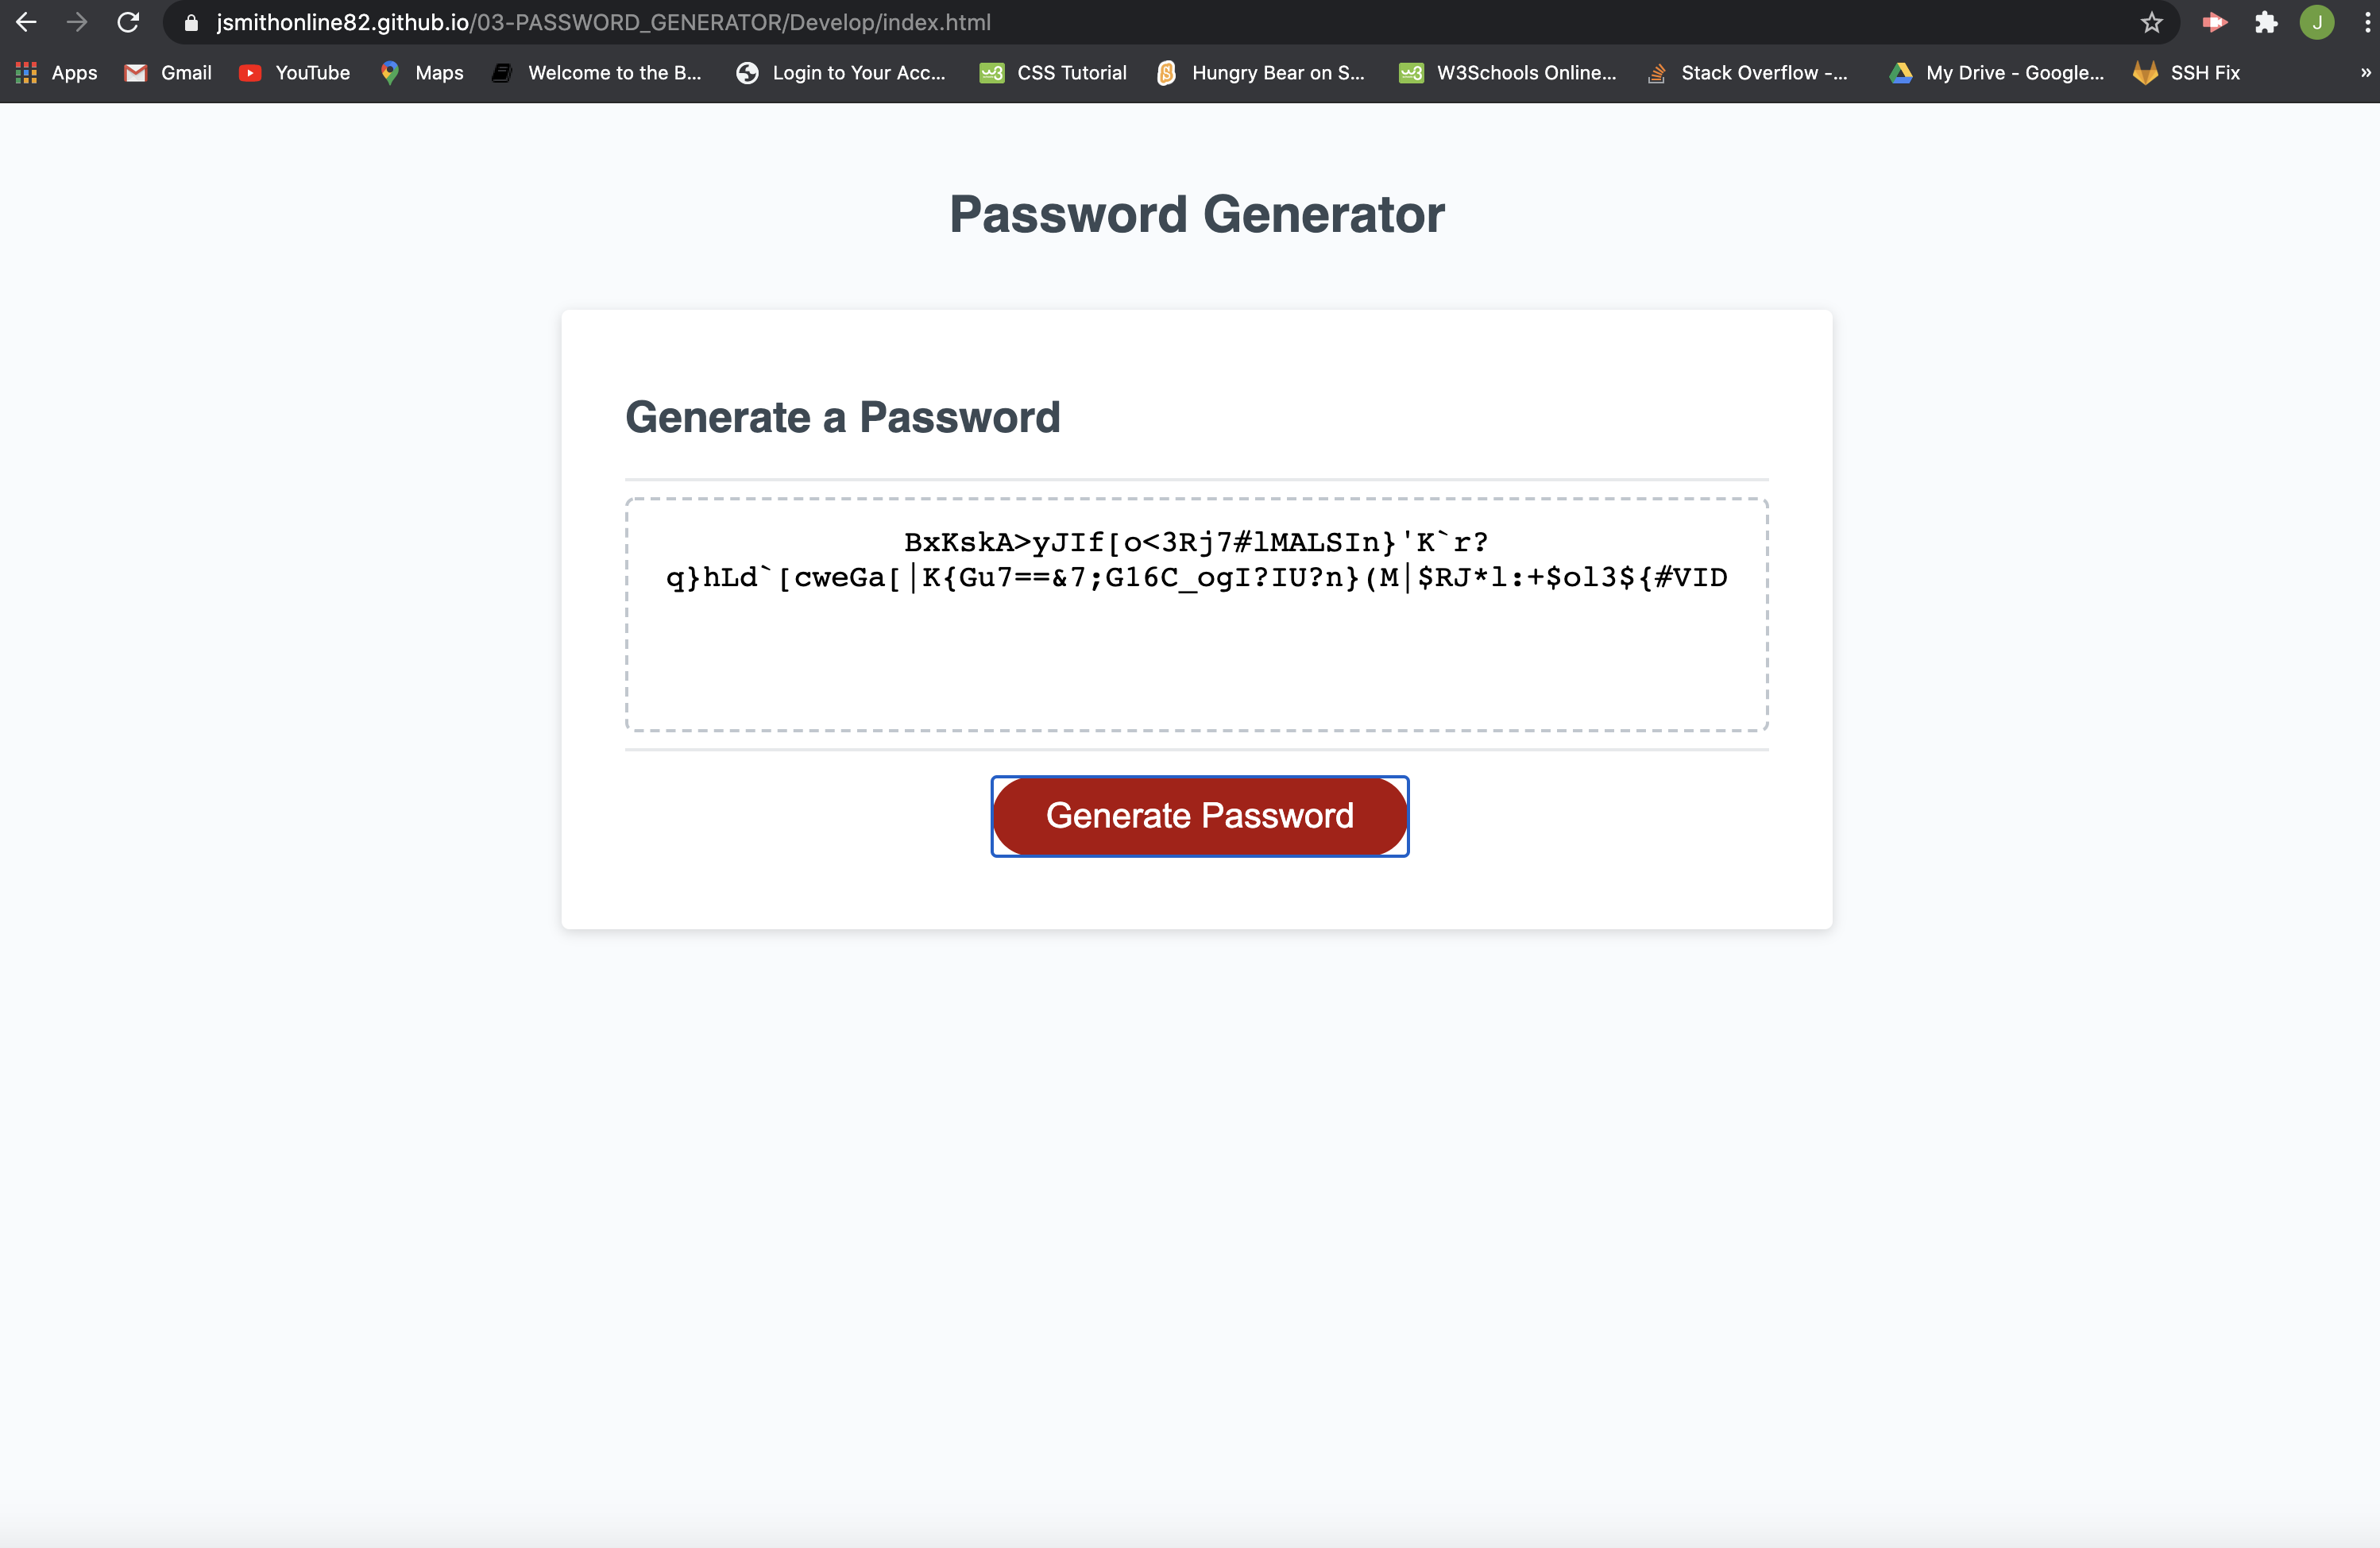 jsmithonline82.github.io/03-PASSWORD_GENERATOR/Develop/index.html
J
Apps Gmail YouTube Maps Welcome to the B... Login to Your Acc... CSS Tutorial Hungry Bear on S... W3Schools Online... Stack Overflow -... My Drive - Google... SSH Fix »
Password Generator
Generate a Password
BxKskA>yJIf[o<3Rj7#lMALSIn}'K`r?
q}hLd`[cweGa[|K{Gu7==&7;G16C_ogI?IU?n}(M|$RJ*l:+$ol3${#VID
Generate Password